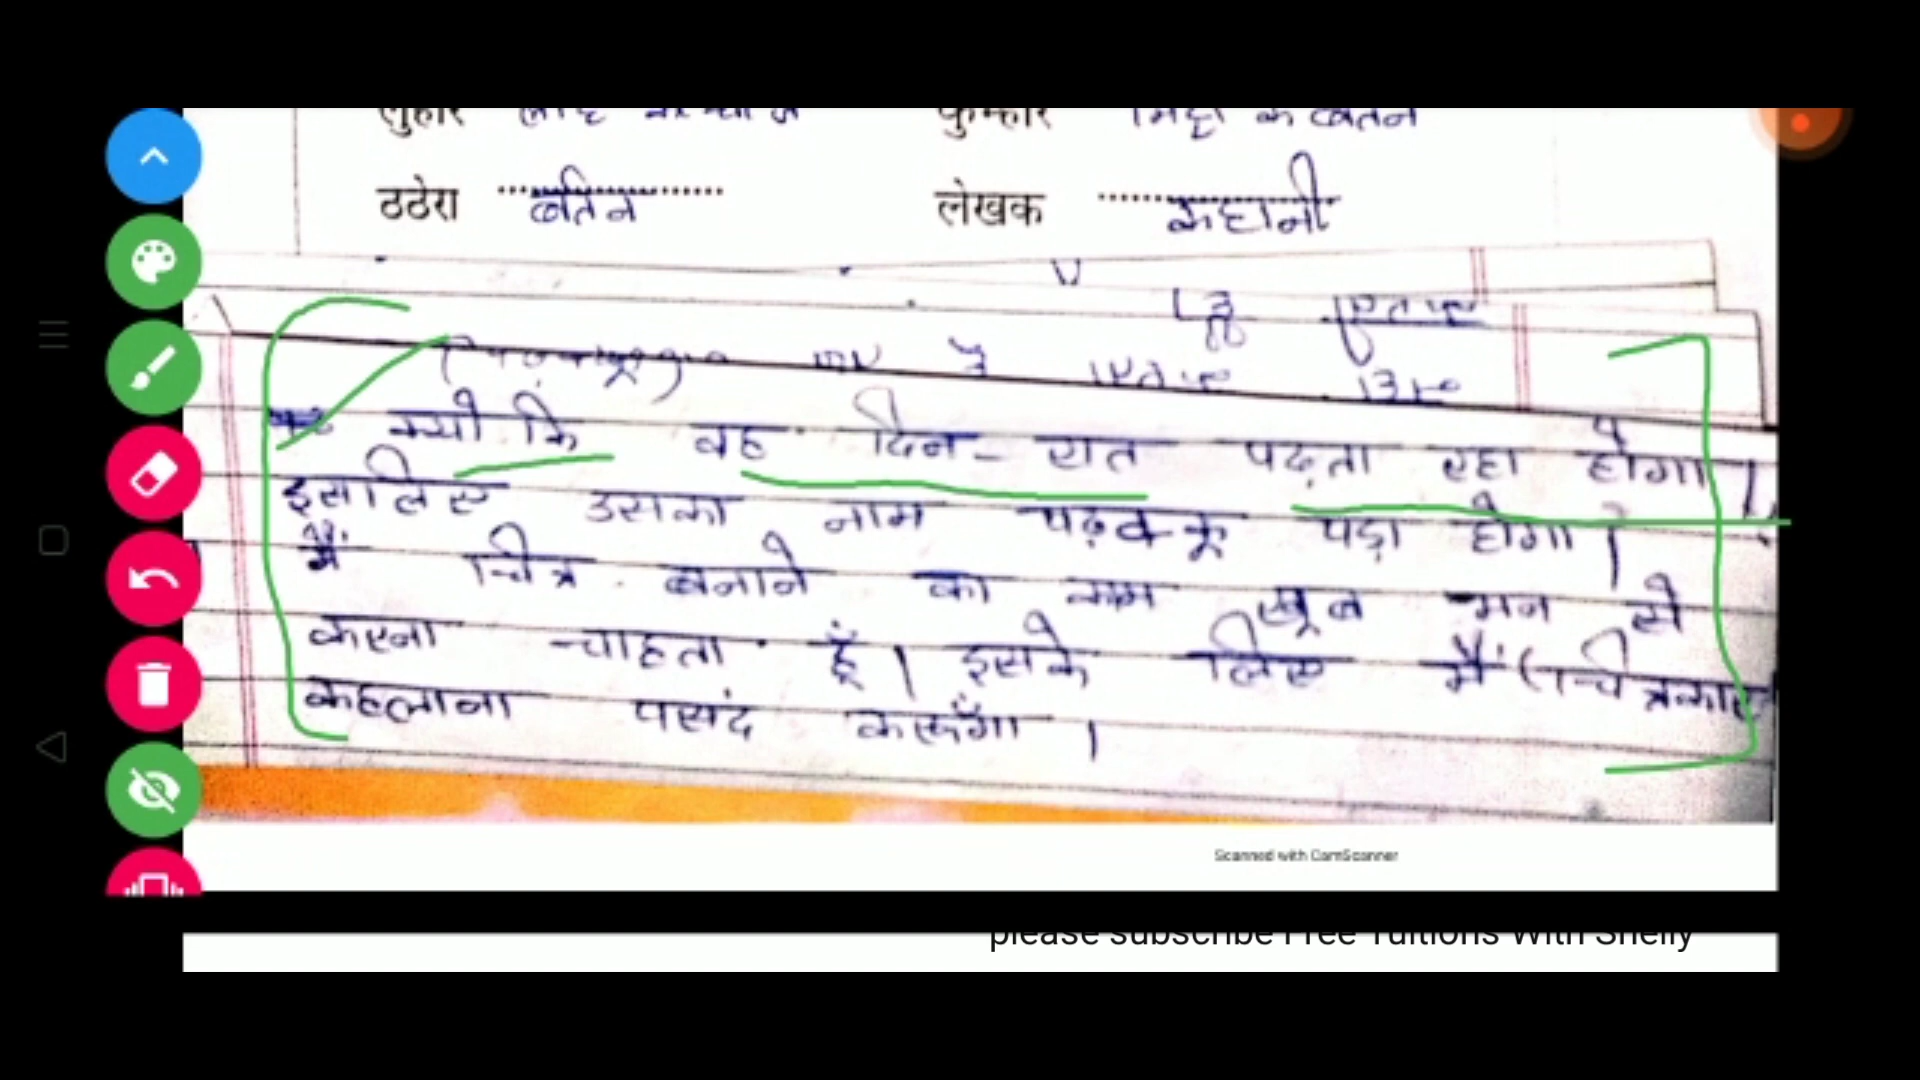 लुहार कुम्हार
ठठेरा बर्तन लेखक कहानी
क्योंकि वह दिन-रात पढ़ता रहा होगा।
इसलिए उसका नाम पढ़क्कू पड़ा होगा।
मैं चित्र बनाने का काम खूब मन से
करना चाहता हूँ। इसके लिए मैं (चित्रकार)
कहलाना पसंद करूँगा।
Scanned with CamScanner
please subscribe Free Tuitions With Shelly